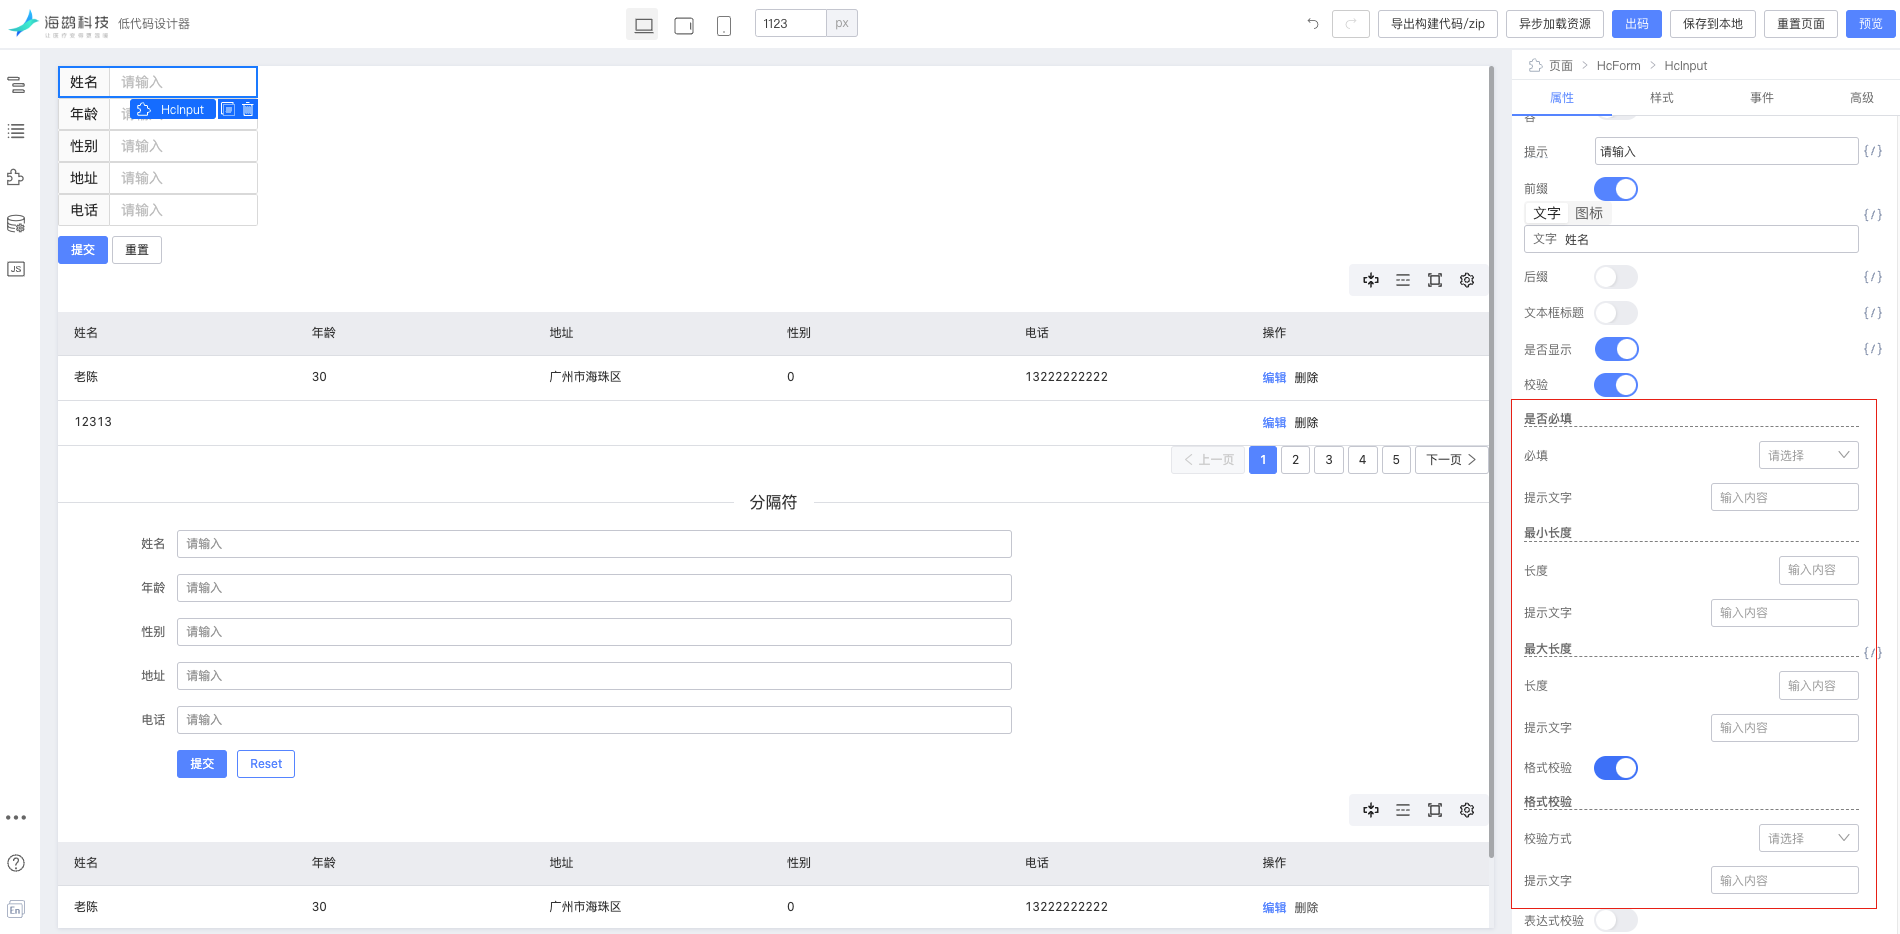 海鹚科技 低代码设计器
1123 px
导出构建代码/zip 异步加载资源 出码 保存到本地 重置页面 预览
页面 > HcForm > HcInput
属性 样式 事件 高级
姓名 请输入
HcInput
年龄
性别 请输入
地址 请输入
电话 请输入
提交 重置
姓名 年龄 地址 性别 电话 操作
老陈 30 广州市海珠区 0 13222222222 编辑 删除
12313 编辑 删除
< 上一页 1 2 3 4 5 下一页 >
分隔符
姓名 请输入
年龄 请输入
性别 请输入
地址 请输入
电话 请输入
提交 Reset
姓名 年龄 地址 性别 电话 操作
老陈 30 广州市海珠区 0 13222222222 编辑 删除
JS
En
提示 请输入 {/}
前缀
文字 图标 {/}
文字 姓名
后缀 {/}
文本框标题 {/}
是否显示 {/}
校验
是否必填
必填 请选择
提示文字 输入内容
最小长度
长度 输入内容
提示文字 输入内容
最大长度 {/}
长度 输入内容
提示文字 输入内容
格式校验
格式校验
校验方式 请选择
提示文字 输入内容
表达式校验